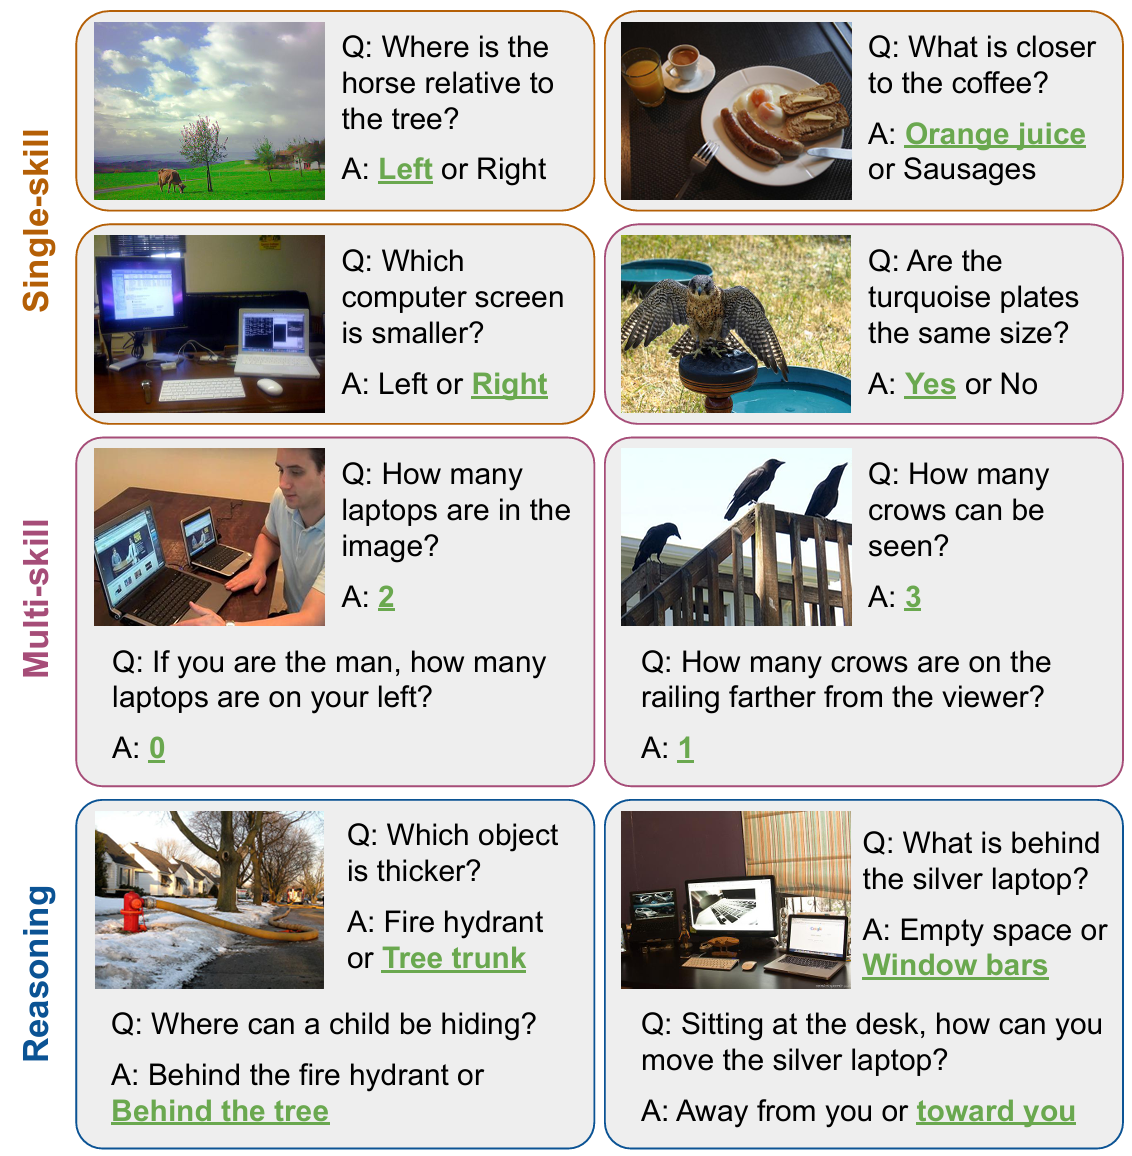 Single-skill
Q: Where is the
horse relative to
the tree?
A: Left or Right
Q: What is closer
to the coffee?
A: Orange juice
or Sausages
Q: Which
computer screen
is smaller?
A: Left or Right
Q: Are the
turquoise plates
the same size?
A: Yes or No
Multi-skill
Q: How many
laptops are in the
image?
A: 2
Q: If you are the man, how many
laptops are on your left?
A: 0
Q: How many
crows can be
seen?
A: 3
Q: How many crows are on the
railing farther from the viewer?
A: 1
Reasoning
Q: Which object
is thicker?
A: Fire hydrant
or Tree trunk
Q: Where can a child be hiding?
A: Behind the fire hydrant or
Behind the tree
Q: What is behind
the silver laptop?
A: Empty space or
Window bars
Q: Sitting at the desk, how can you
move the silver laptop?
A: Away from you or toward you